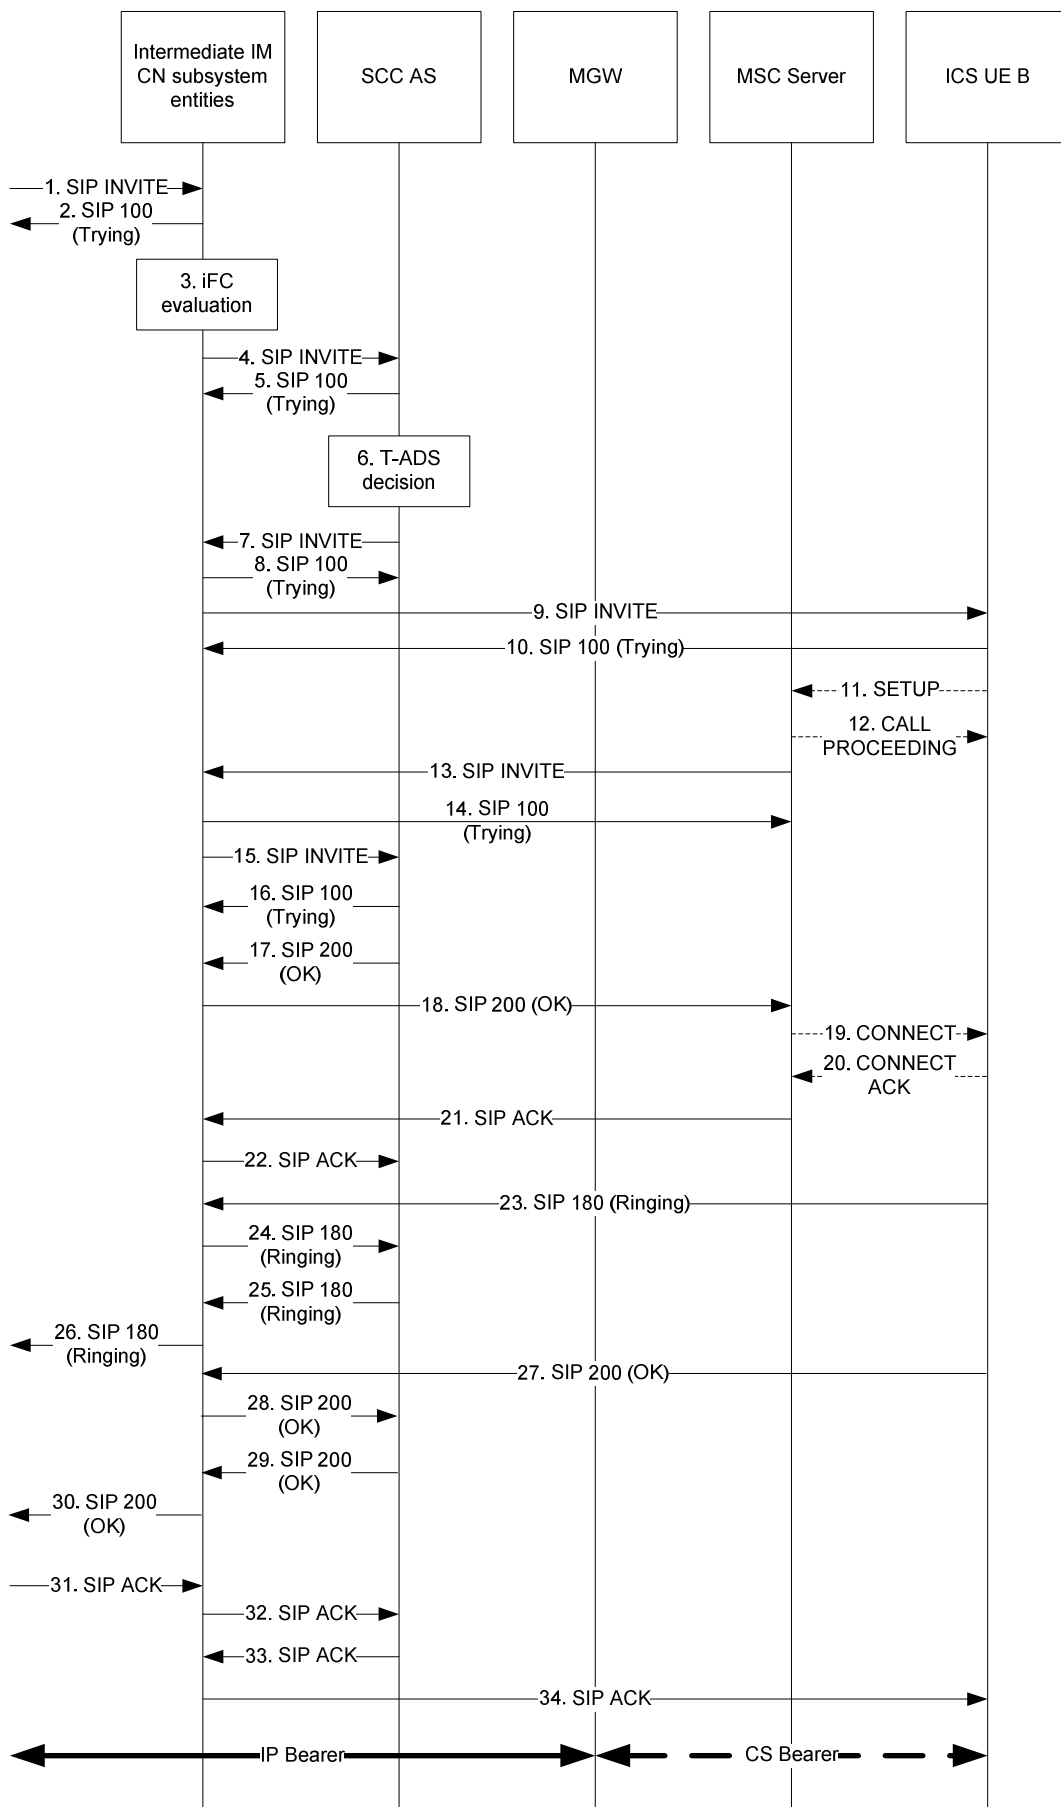 Intermediate IM
CN subsystem
entities
SCC AS
MGW
MSC Server
ICS UE B
1. SIP INVITE
2. SIP 100
(Trying)
3. iFC
evaluation
4. SIP INVITE
5. SIP 100
(Trying)
6. T-ADS
decision
7. SIP INVITE
8. SIP 100
(Trying)
9. SIP INVITE
10. SIP 100 (Trying)
11. SETUP
12. CALL
PROCEEDING
13. SIP INVITE
14. SIP 100
(Trying)
15. SIP INVITE
16. SIP 100
(Trying)
17. SIP 200
(OK)
18. SIP 200 (OK)
19. CONNECT
20. CONNECT
ACK
21. SIP ACK
22. SIP ACK
23. SIP 180 (Ringing)
24. SIP 180
(Ringing)
25. SIP 180
(Ringing)
26. SIP 180
(Ringing)
27. SIP 200 (OK)
28. SIP 200
(OK)
29. SIP 200
(OK)
30. SIP 200
(OK)
31. SIP ACK
32. SIP ACK
33. SIP ACK
34. SIP ACK
IP Bearer
CS Bearer